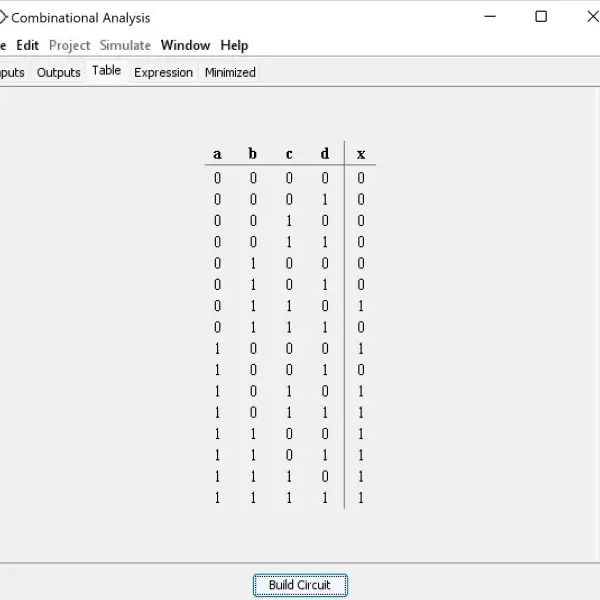 Combinational Analysis
e Edit Project Simulate Window Help
puts Outputs Table Expression Minimized
a b c d x
0 0 0 0 0
0 0 0 1 0
0 0 1 0 0
0 0 1 1 0
0 1 0 0 0
0 1 0 1 0
0 1 1 0 1
0 1 1 1 0
1 0 0 0 1
1 0 0 1 0
1 0 1 0 1
1 0 1 1 1
1 1 0 0 1
1 1 0 1 1
1 1 1 0 1
1 1 1 1 1
Build Circuit